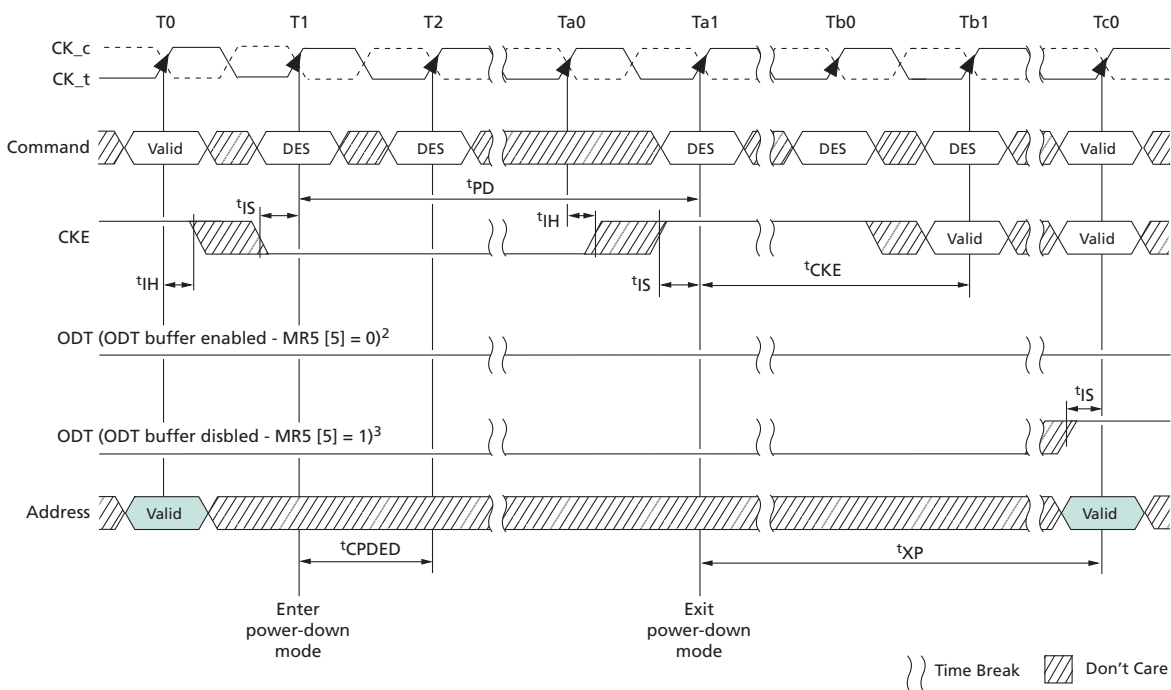 T0 T1 T2 Ta0 Ta1 Tb0 Tb1 Tc0
CK_c
CK_t
Command Valid DES DES DES DES DES Valid
tPD
tIS
tIH
CKE Valid Valid
tCKE
tIH
tIS
ODT (ODT buffer enabled - MR5 [5] = 0)2
tIS
ODT (ODT buffer disbled - MR5 [5] = 1)3
Address Valid Valid
tCPDED
tXP
Enter
power-down
mode
Exit
power-down
mode
Time Break
Don't Care